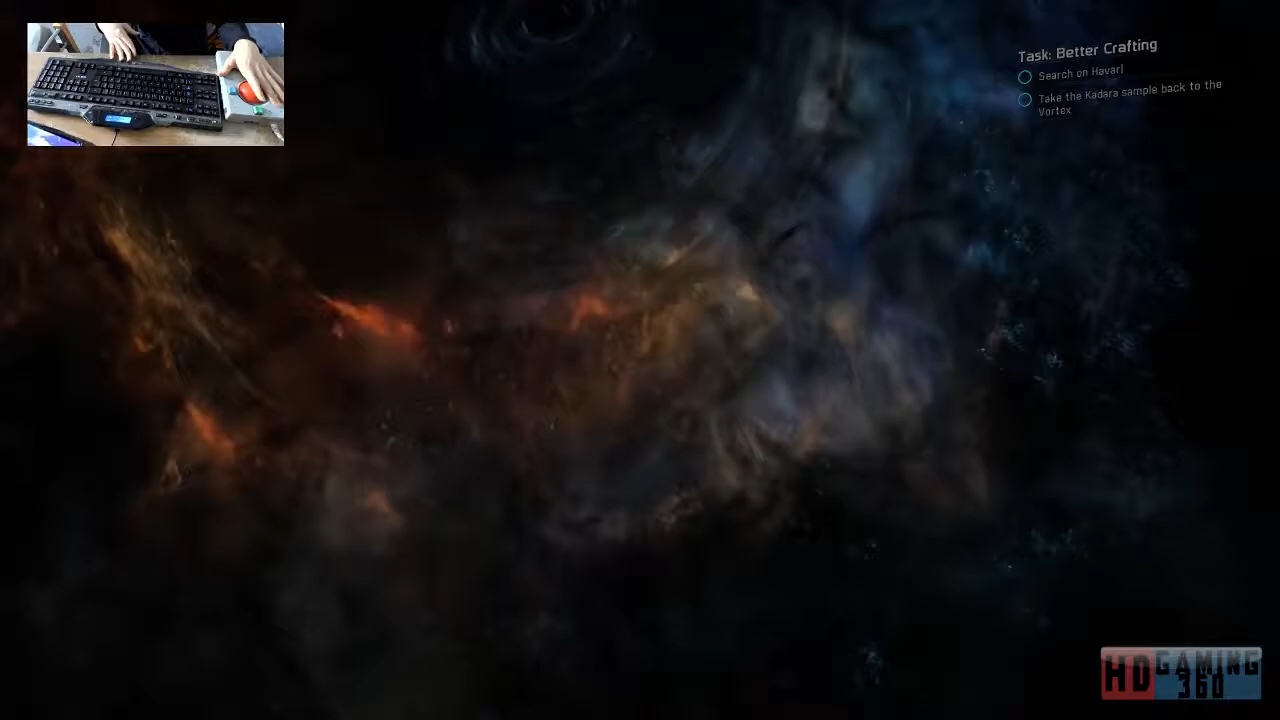 Task: Better Crafting
Search on Havarl
Take the Kadara sample back to the
Vortex
HD GAMING
360